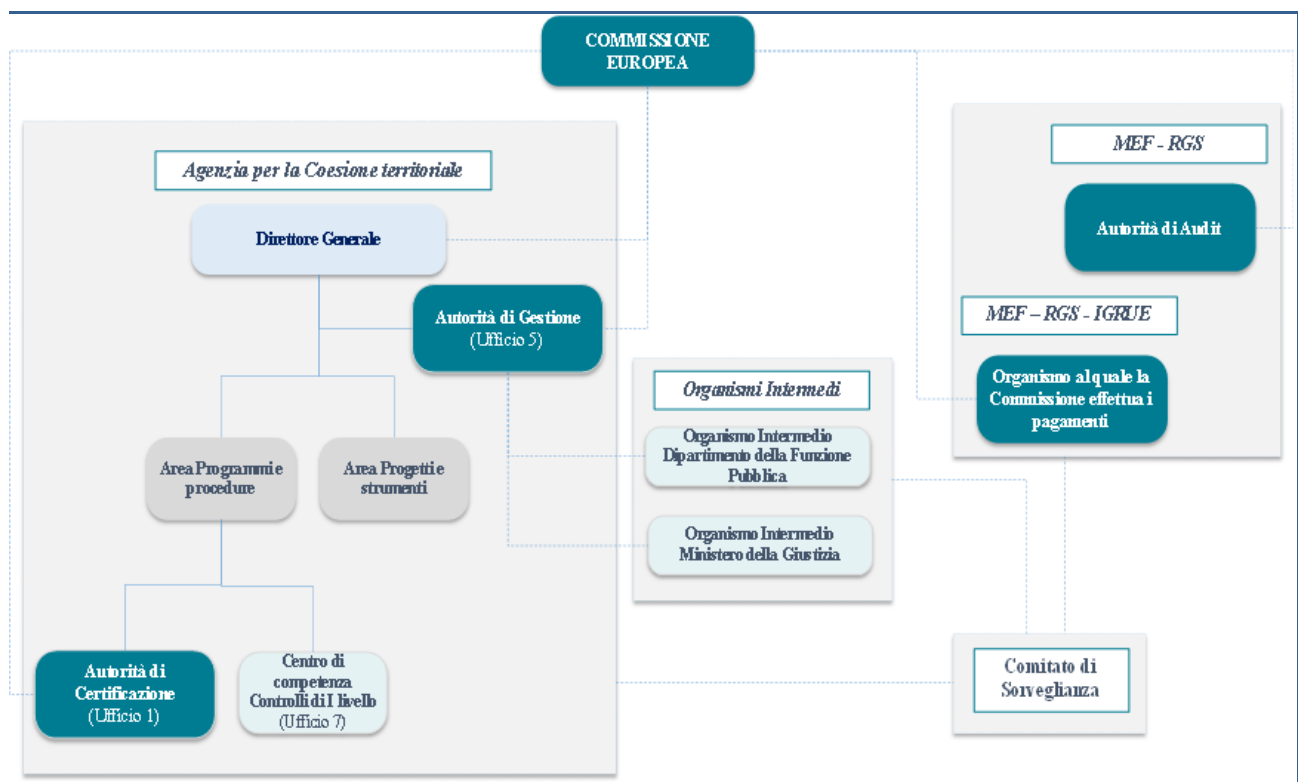 COMMISSIONE
EUROPEA
Agenzia per la Coesione territoriale
Direttore Generale
Autorità di Gestione
(Ufficio 5)
Area Programmi e
procedure
Area Progetti e
strumenti
Autorità di
Certificazione
(Ufficio 1)
Centro di
competenza
Controlli di I livello
(Ufficio 7)
Organismi Intermedi
Organismo Intermedio
Dipartimento della Funzione
Pubblica
Organismo Intermedio
Ministero della Giustizia
MEF - RGS
Autorità di Audit
MEF – RGS - IGRUE
Organismo al quale la
Commissione effettua i
pagamenti
Comitato di
Sorveglianza